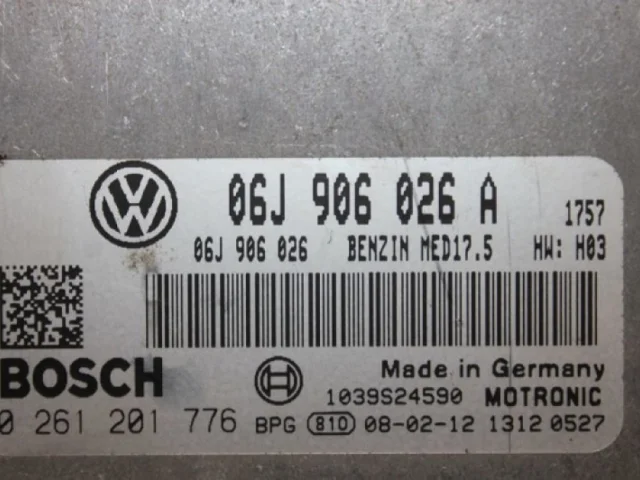 06J 906 026 A 1757
06J 906 026 BENZIN MED17.5 HW: H03
BOSCH
Made in Germany
1039S24590 MOTRONIC
0 261 201 776 BPG 810 08-02-12 1312 0527